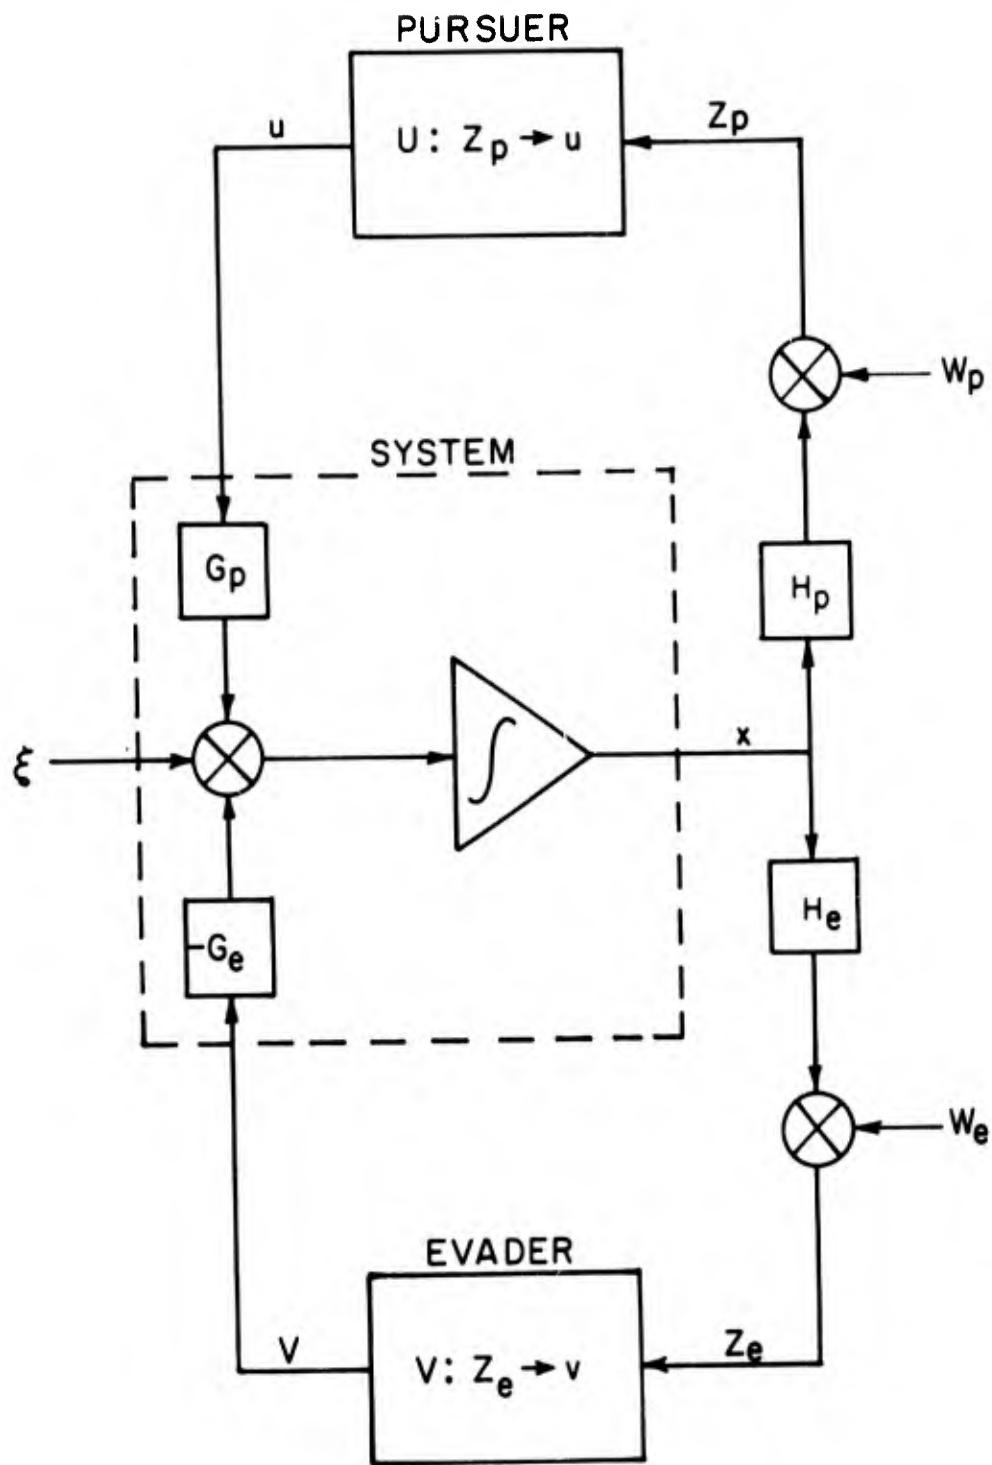 PURSUER
u
U: Zp → u
Zp
Wp
SYSTEM
Gp
Hp
ξ
∫
x
-Ge
He
We
EVADER
V
V: Ze → v
Ze